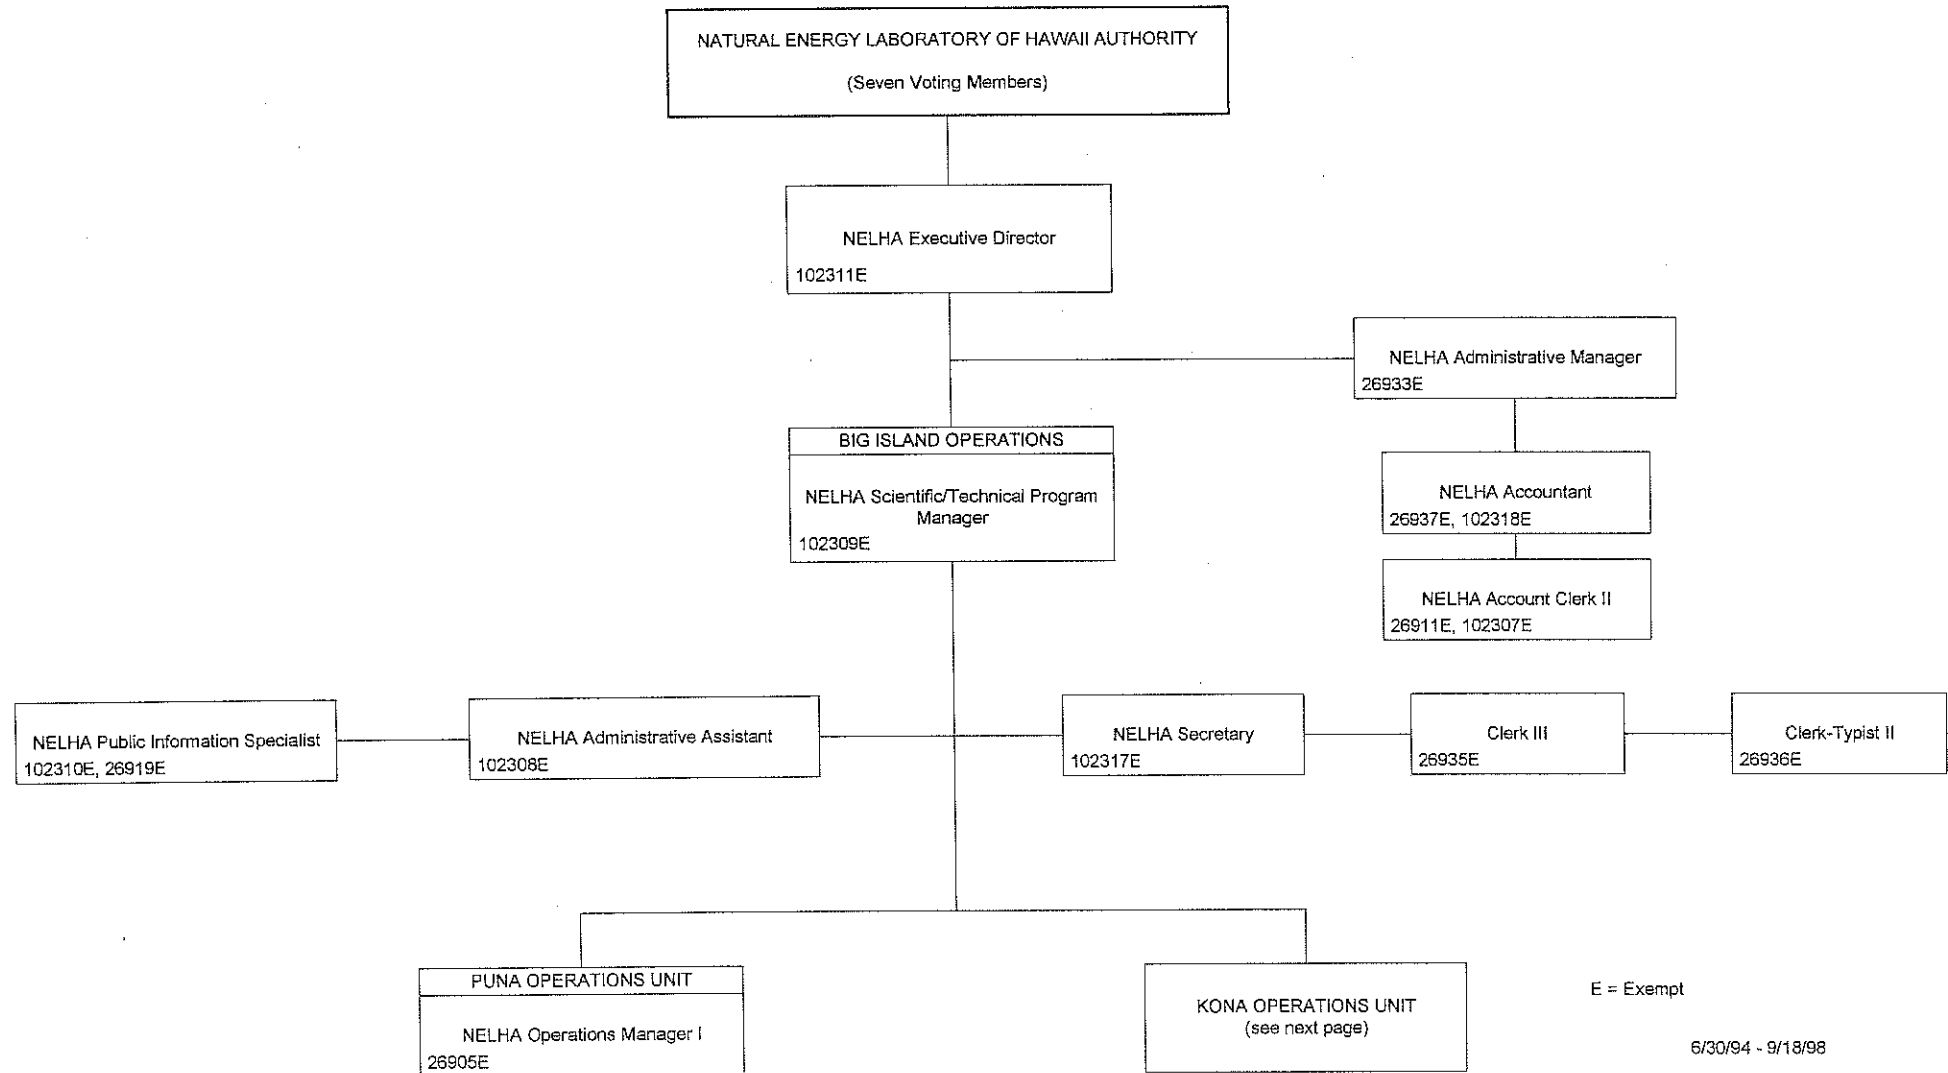 NATURAL ENERGY LABORATORY OF HAWAII AUTHORITY
(Seven Voting Members)
NELHA Executive Director
102311E
NELHA Administrative Manager
26933E
BIG ISLAND OPERATIONS
NELHA Scientific/Technical Program
Manager
102309E
NELHA Accountant
26937E, 102318E
NELHA Account Clerk II
26911E, 102307E
NELHA Public Information Specialist
102310E, 26919E
NELHA Administrative Assistant
102308E
NELHA Secretary
102317E
Clerk III
26935E
Clerk-Typist II
26936E
PUNA OPERATIONS UNIT
NELHA Operations Manager I
26905E
KONA OPERATIONS UNIT
(see next page)
E = Exempt
6/30/94 - 9/18/98